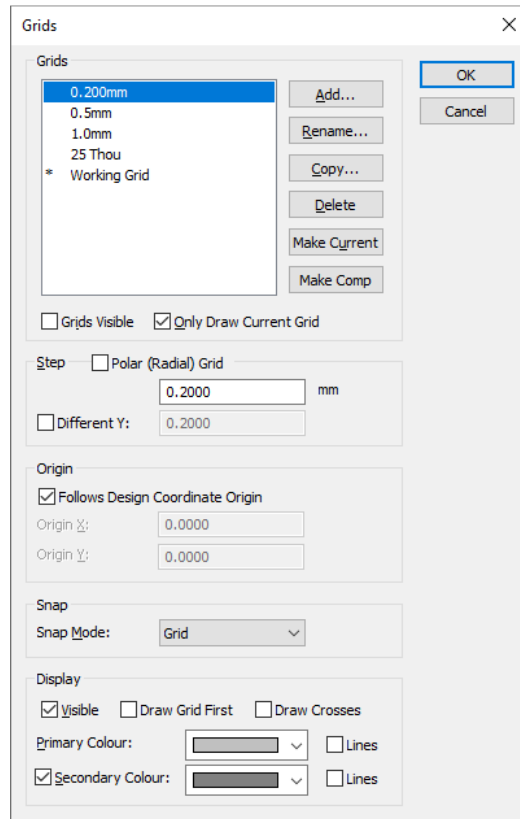 Grids
Grids
OK
Cancel
0.200mm
0.5mm
1.0mm
25 Thou
* Working Grid
Add...
Rename...
Copy...
Delete
Make Current
Make Comp
Grids Visible Only Draw Current Grid
Step Polar (Radial) Grid
0.2000 mm
Different Y: 0.2000
Origin
Follows Design Coordinate Origin
Origin X: 0.0000
Origin Y: 0.0000
Snap
Snap Mode: Grid
Display
Visible Draw Grid First Draw Crosses
Primary Colour: Lines
Secondary Colour: Lines